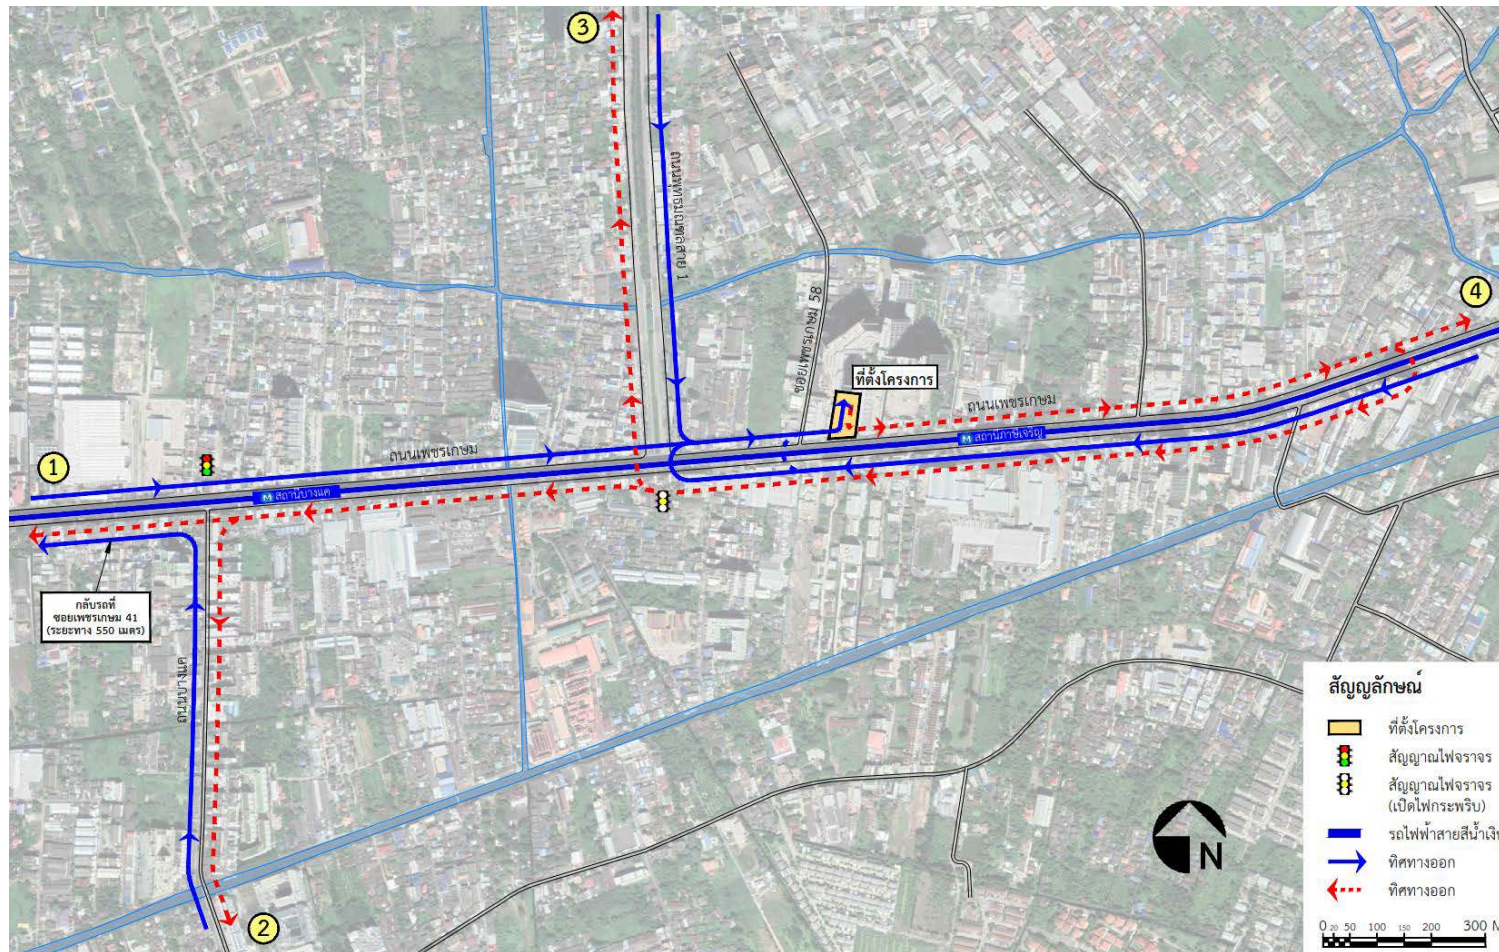 3
ถนนพุทธมณฑลสาย 1
ซอยเพชรเกษม 58
4
ที่ตั้งโครงการ
ถนนเพชรเกษม
M สถานีภาษีเจริญ
1
ถนนเพชรเกษม
M สถานีบางแค
กลับรถที่
ซอยเพชรเกษม 41
(ระยะทาง 550 เมตร)
ถนนบางแค
2
N
สัญญลักษณ์
ที่ตั้งโครงการ
สัญญาณไฟจราจร
สัญญาณไฟจราจร
(เปิดไฟกระพริบ)
รถไฟฟ้าสายสีน้ำเงิน
ทิศทางออก
ทิศทางออก
0 20 50 100 150 200 300 M